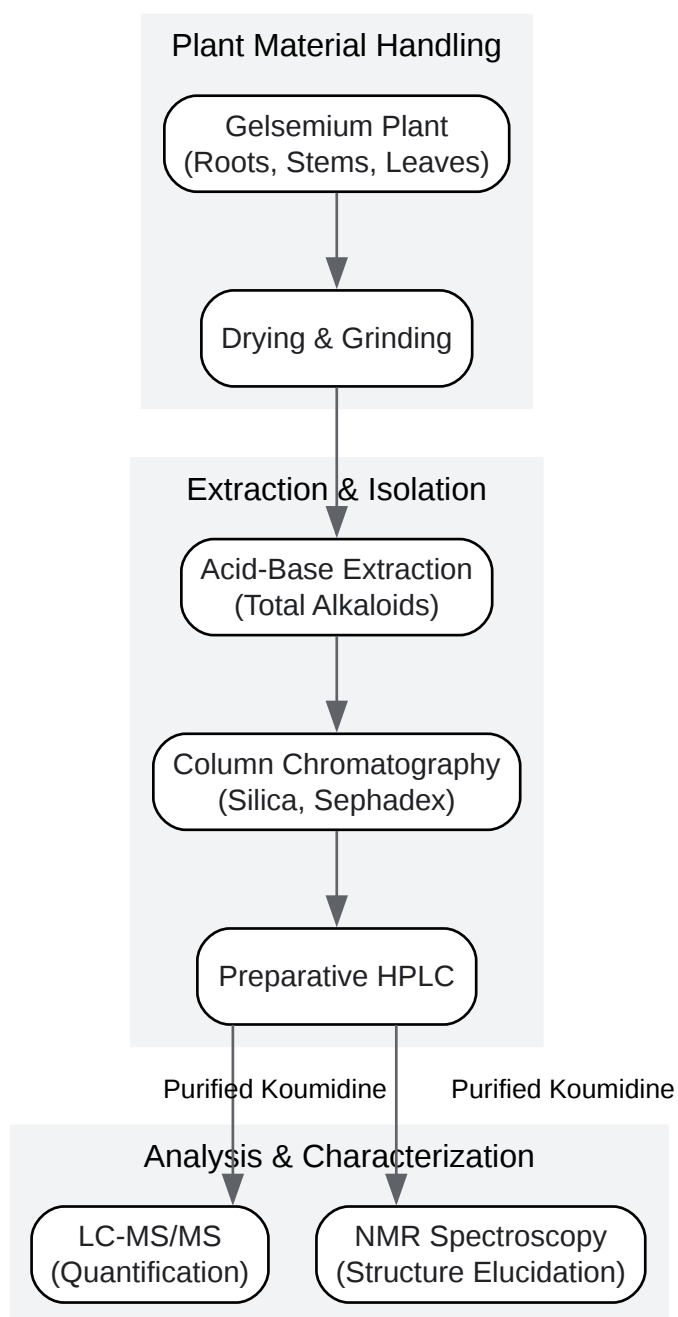 Plant Material Handling
Gelsemium Plant
(Roots, Stems, Leaves)
Drying & Grinding
Extraction & Isolation
Acid-Base Extraction
(Total Alkaloids)
Column Chromatography
(Silica, Sephadex)
Preparative HPLC
Purified Koumidine
Purified Koumidine
Analysis & Characterization
LC-MS/MS
(Quantification)
NMR Spectroscopy
(Structure Elucidation)